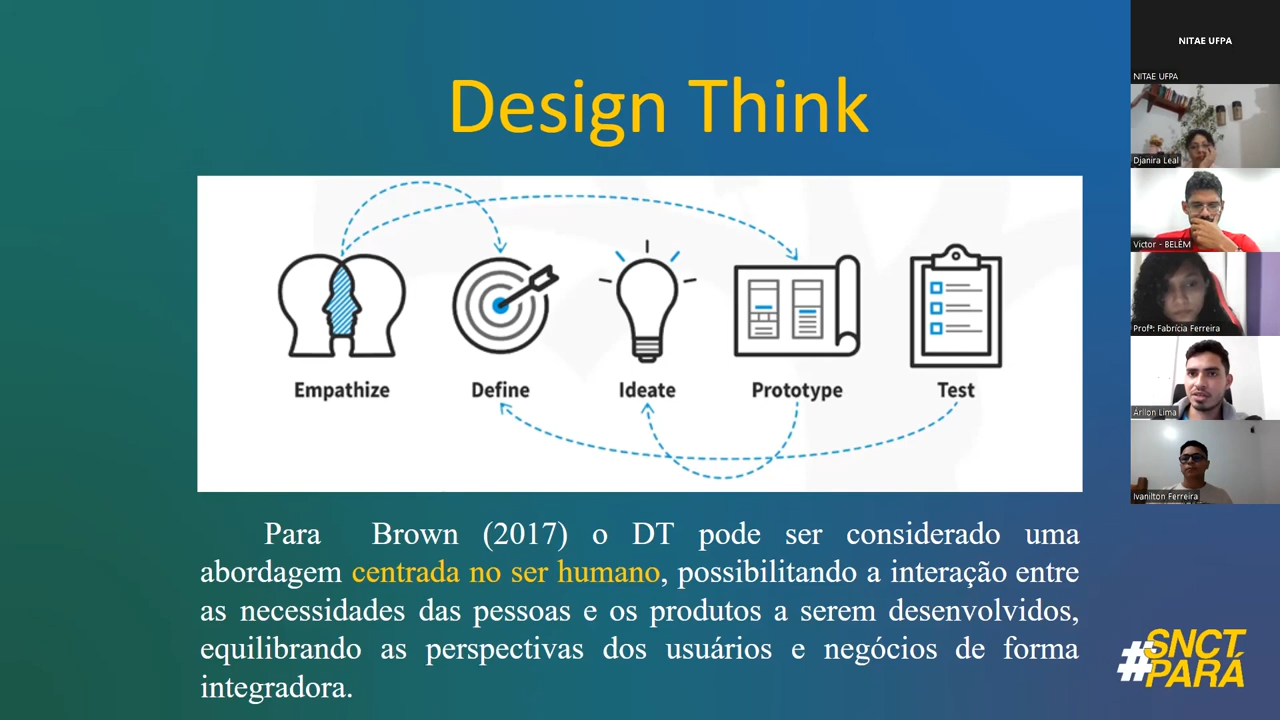 Design Think
Empathize
Define
Ideate
Prototype
Test
Para Brown (2017) o DT pode ser considerado uma
abordagem centrada no ser humano, possibilitando a interação entre
as necessidades das pessoas e os produtos a serem desenvolvidos,
equilibrando as perspectivas dos usuários e negócios de forma
integradora.
#SNCT
PARÁ
NITAE UFPA
NITAE UFPA
Djanira Leal
Victor - BELÉM
Profª: Fabrícia Ferreira
Árilon Lima
Ivanilton Ferreira